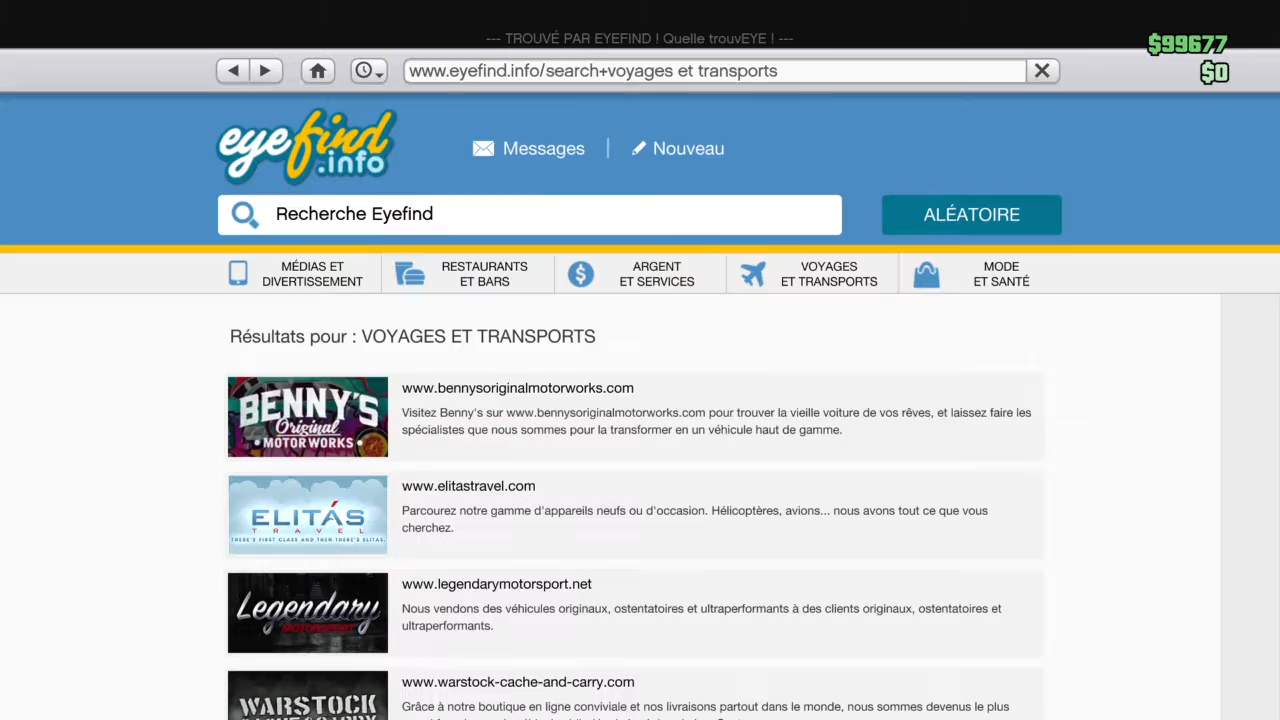 --- TROUVÉ PAR EYEFIND ! Quelle trouvEYE ! ---
$99677
$0
www.eyefind.info/search+voyages et transports
eyefind
.info
Messages
Nouveau
Recherche Eyefind
ALÉATOIRE
MÉDIAS ET
DIVERTISSEMENT
RESTAURANTS
ET BARS
ARGENT
ET SERVICES
VOYAGES
ET TRANSPORTS
MODE
ET SANTÉ
Résultats pour : VOYAGES ET TRANSPORTS
BENNY'S
Original
MOTORWORKS
www.bennysoriginalmotorworks.com
Visitez Benny's sur www.bennysoriginalmotorworks.com pour trouver la vieille voiture de vos rêves, et laissez faire les
spécialistes que nous sommes pour la transformer en un véhicule haut de gamme.
ELITÁS
TRAVEL
THERE'S FIRST CLASS AND THEN THERE'S ELITAS.
www.elitastravel.com
Parcourez notre gamme d'appareils neufs ou d'occasion. Hélicoptères, avions... nous avons tout ce que vous
cherchez.
Legendary
MOTORSPORT
www.legendarymotorsport.net
Nous vendons des véhicules originaux, ostentatoires et ultraperformants à des clients originaux, ostentatoires et
ultraperformants.
WARSTOCK
www.warstock-cache-and-carry.com
Grâce à notre boutique en ligne conviviale et nos livraisons partout dans le monde, nous sommes devenus le plus